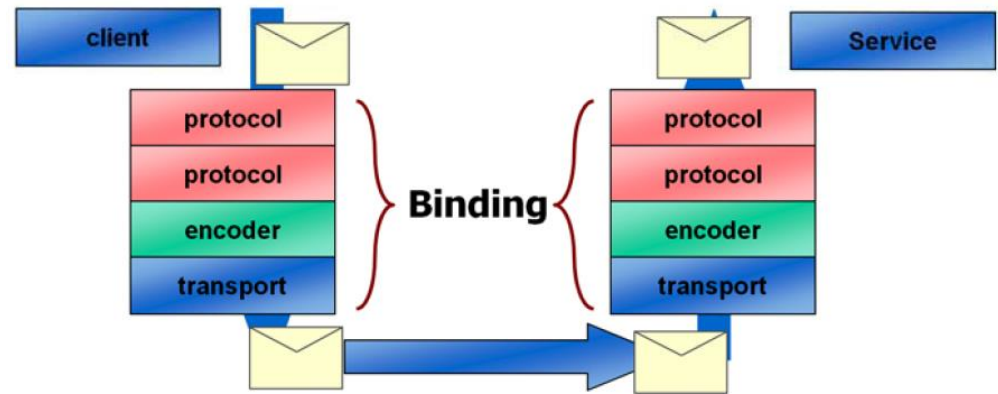 client
Service
protocol
protocol
encoder
transport
Binding
protocol
protocol
encoder
transport